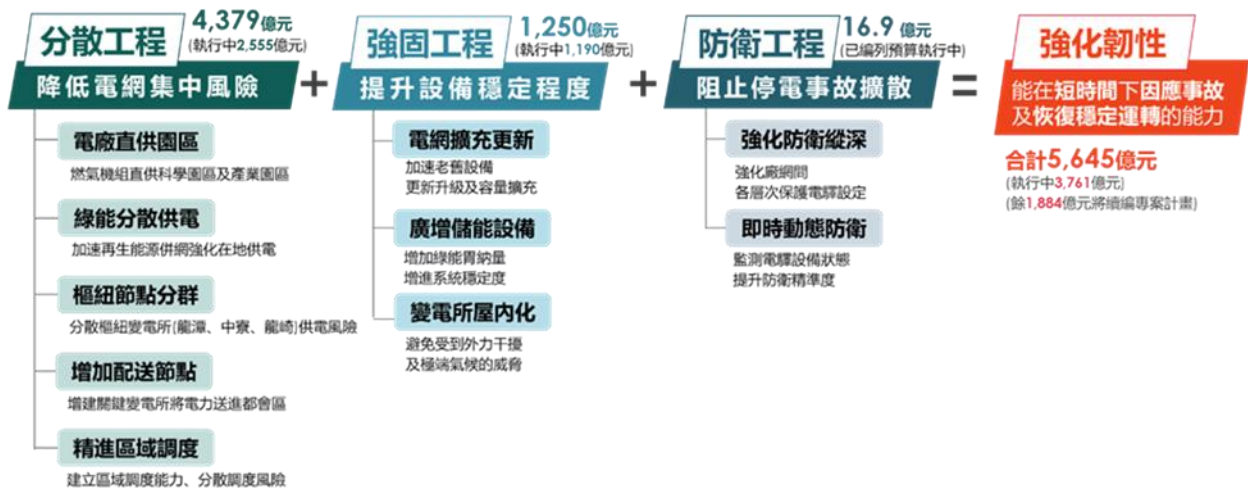 分散工程
4,379億元
(執行中2,555億元)
降低電網集中風險
電廠直供園區
燃氣機組直供科學園區及產業園區
綠能分散供電
加速再生能源併網強化在地供電
樞紐節點分群
分散樞紐變電所(龍潭、中寮、龍崎)供電風險
增加配送節點
增建關鍵變電所將電力送進都會區
精進區域調度
建立區域調度能力、分散調度風險
+
強固工程
1,250億元
(執行中1,190億元)
提升設備穩定程度
電網擴充更新
加速老舊設備
更新升級及容量擴充
廣增儲能設備
增加綠能胃納量
增進系統穩定度
變電所屋內化
避免受到外力干擾
及極端氣候的威脅
+
防衛工程
16.9 億元
(已編列預算執行中)
阻止停電事故擴散
強化防衛縱深
強化廠網間
各層次保護電驛設定
即時動態防衛
監測電驛設備狀態
提升防衛精準度
=
強化韌性
能在短時間下因應事故
及恢復穩定運轉的能力
合計5,645億元
(執行中3,761億元)
(餘1,884億元將續編專案計畫)